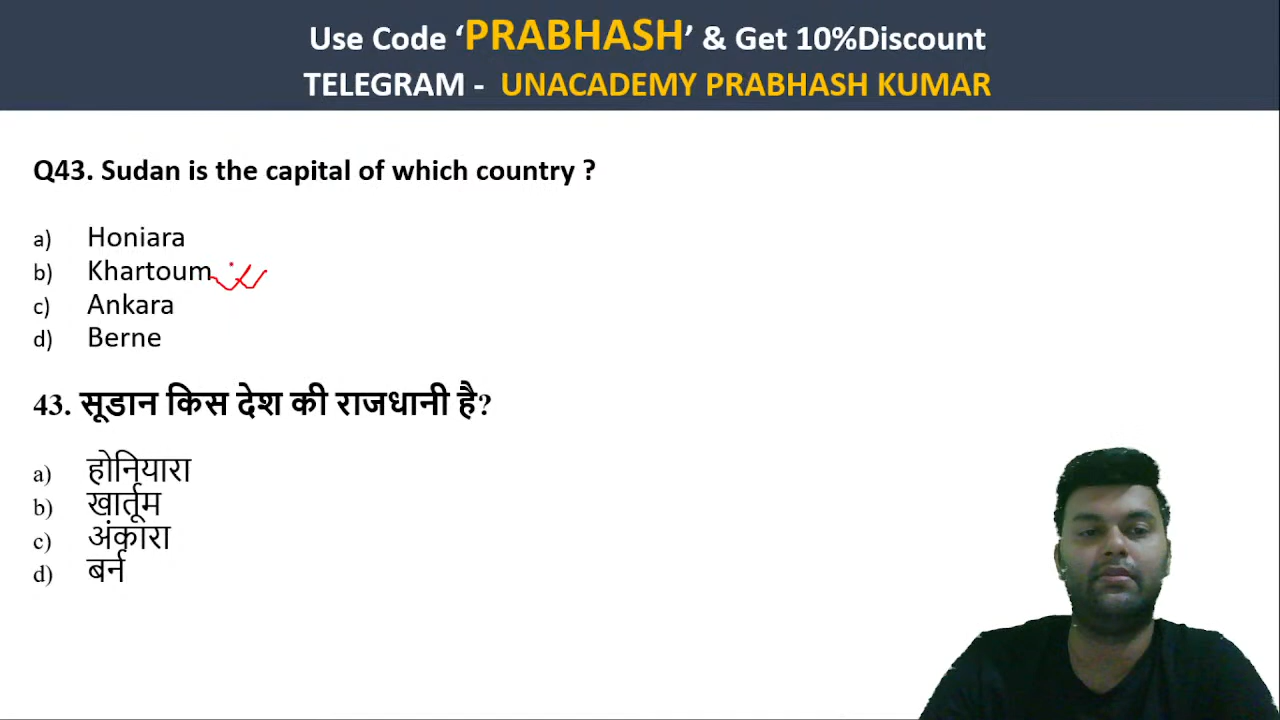 Use Code ‘PRABHASH’ & Get 10%Discount
TELEGRAM - UNACADEMY PRABHASH KUMAR
Q43. Sudan is the capital of which country ?
a) Honiara
b) Khartoum
c) Ankara
d) Berne
43. सूडान किस देश की राजधानी है?
a) होनियारा
b) खार्तूम
c) अंकारा
d) बर्न